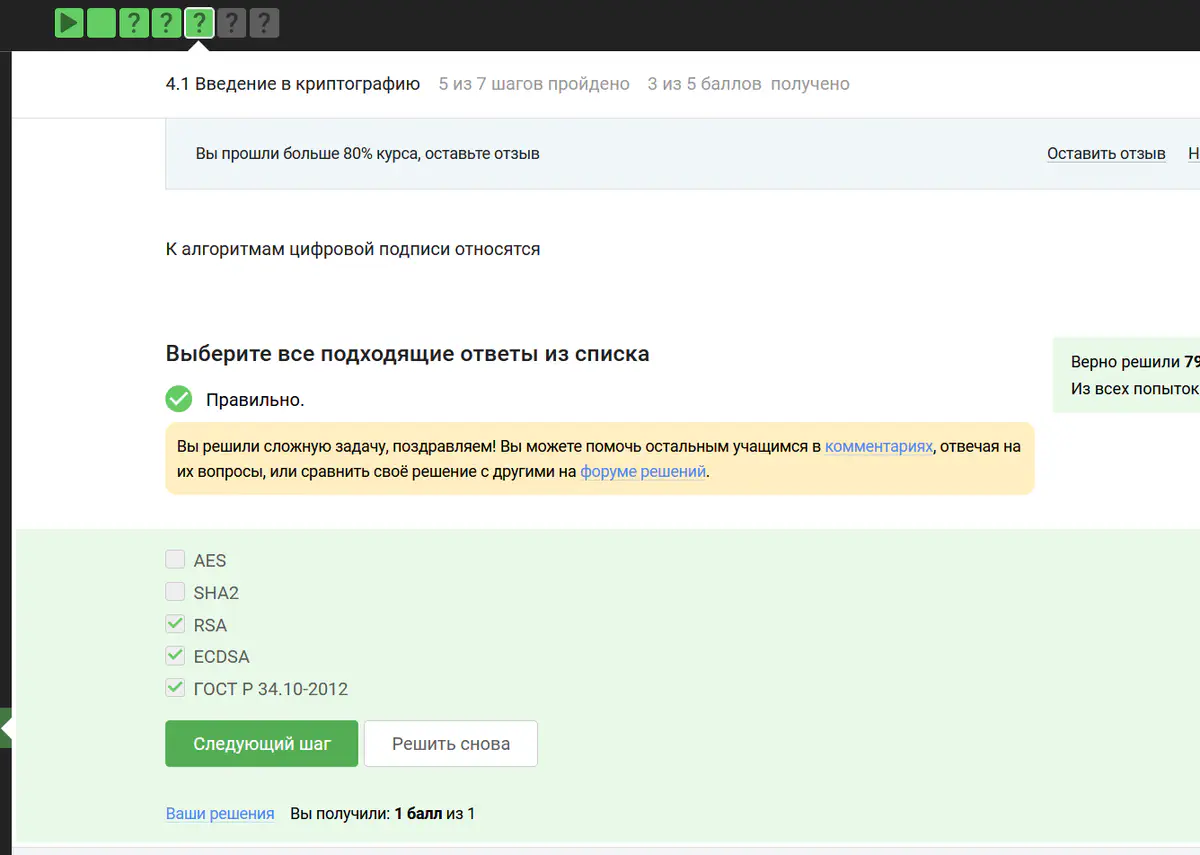 ? ? ? ? ?
4.1 Введение в криптографию 5 из 7 шагов пройдено 3 из 5 баллов получено
Вы прошли больше 80% курса, оставьте отзыв Оставить отзыв
К алгоритмам цифровой подписи относятся
Выберите все подходящие ответы из списка
Верно решили 79
Правильно.
Из всех попыток
Вы решили сложную задачу, поздравляем! Вы можете помочь остальным учащимся в комментариях, отвечая на
их вопросы, или сравнить своё решение с другими на форуме решений.
AES
SHA2
RSA
ECDSA
ГОСТ Р 34.10-2012
Следующий шаг Решить снова
Ваши решения Вы получили: 1 балл из 1